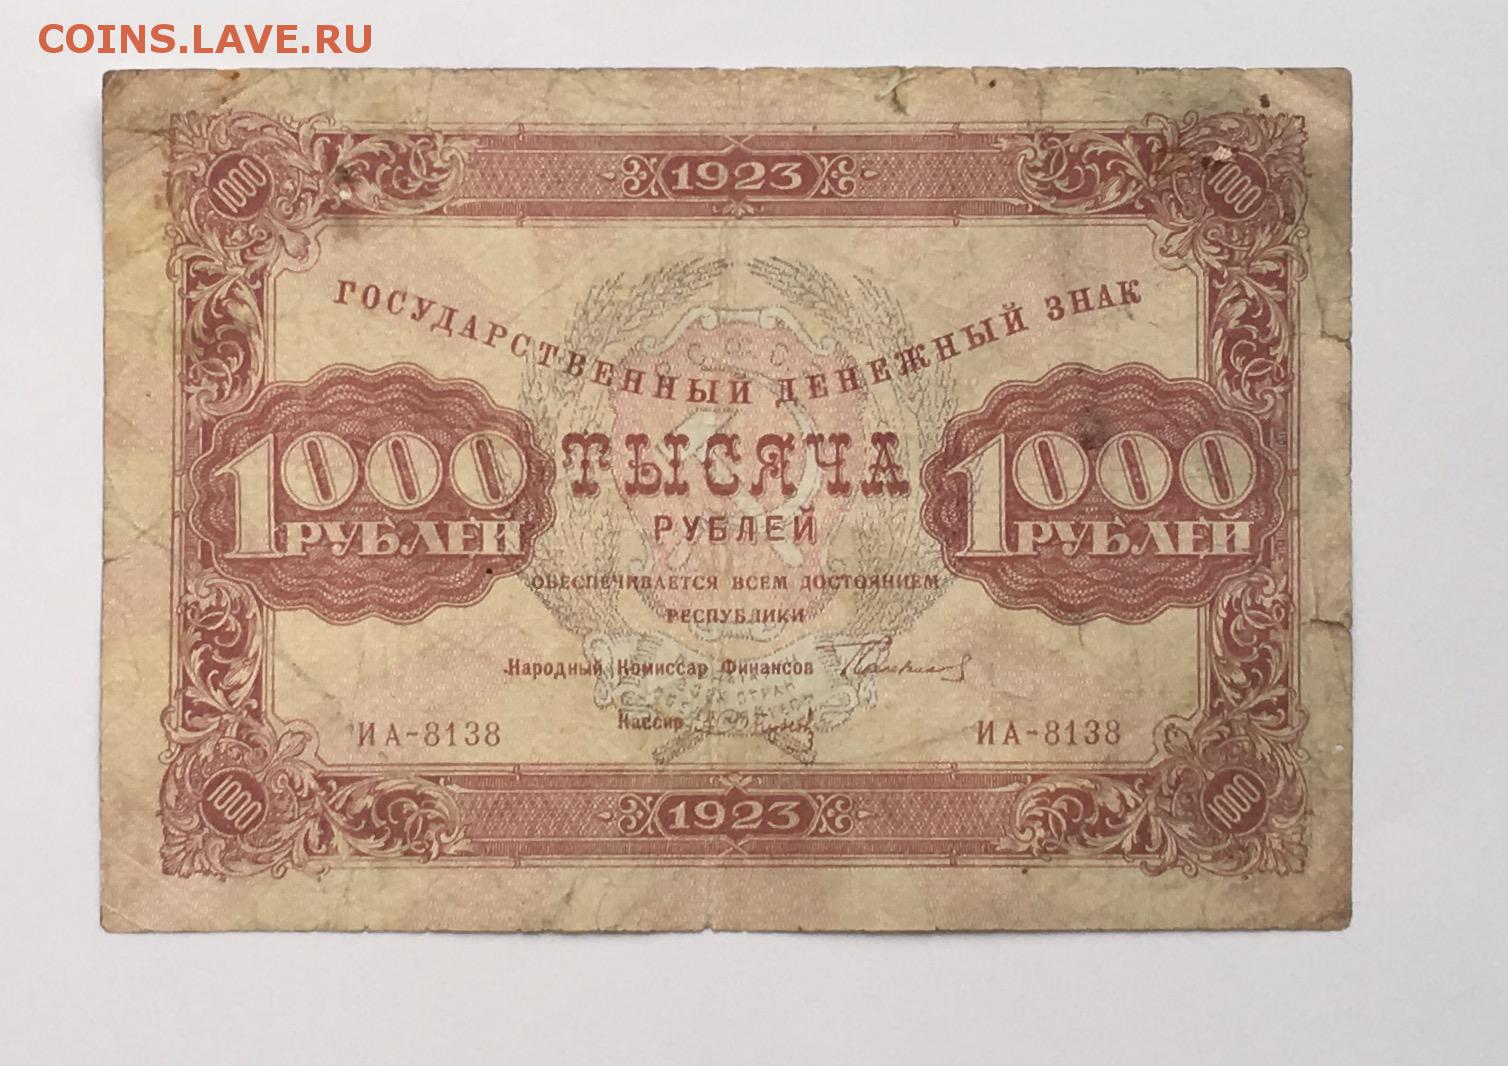 COINS.LAVE.RU
1923
1000 1000
ГОСУДАРСТВЕННЫЙ ДЕНЕЖНЫЙ ЗНАК
Р.С.Ф.С.Р.
1000 РУБЛЕЙ
ТЫСЯЧА
РУБЛЕЙ
1000 РУБЛЕЙ
ОБЕСПЕЧИВАЕТСЯ ВСЕМ ДОСТОЯНИЕМ
РЕСПУБЛИКИ
Народный Комиссар Финансов
Кассир
ИА-8138 ИА-8138
1000 1000
1923